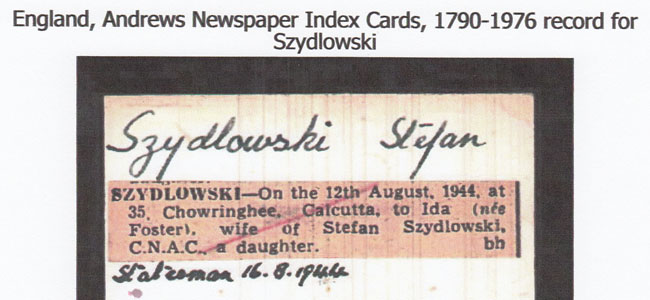 England, Andrews Newspaper Index Cards, 1790-1976 record for
Szydlowski
Szydlowski Stefan
SZYDLOWSKI—On the 12th August, 1944, at
35, Chowringhee, Calcutta, to Ida (née
Foster), wife of Stefan Szydlowski,
C.N.A.C., a daughter. bh
Statesman 16.8.1944